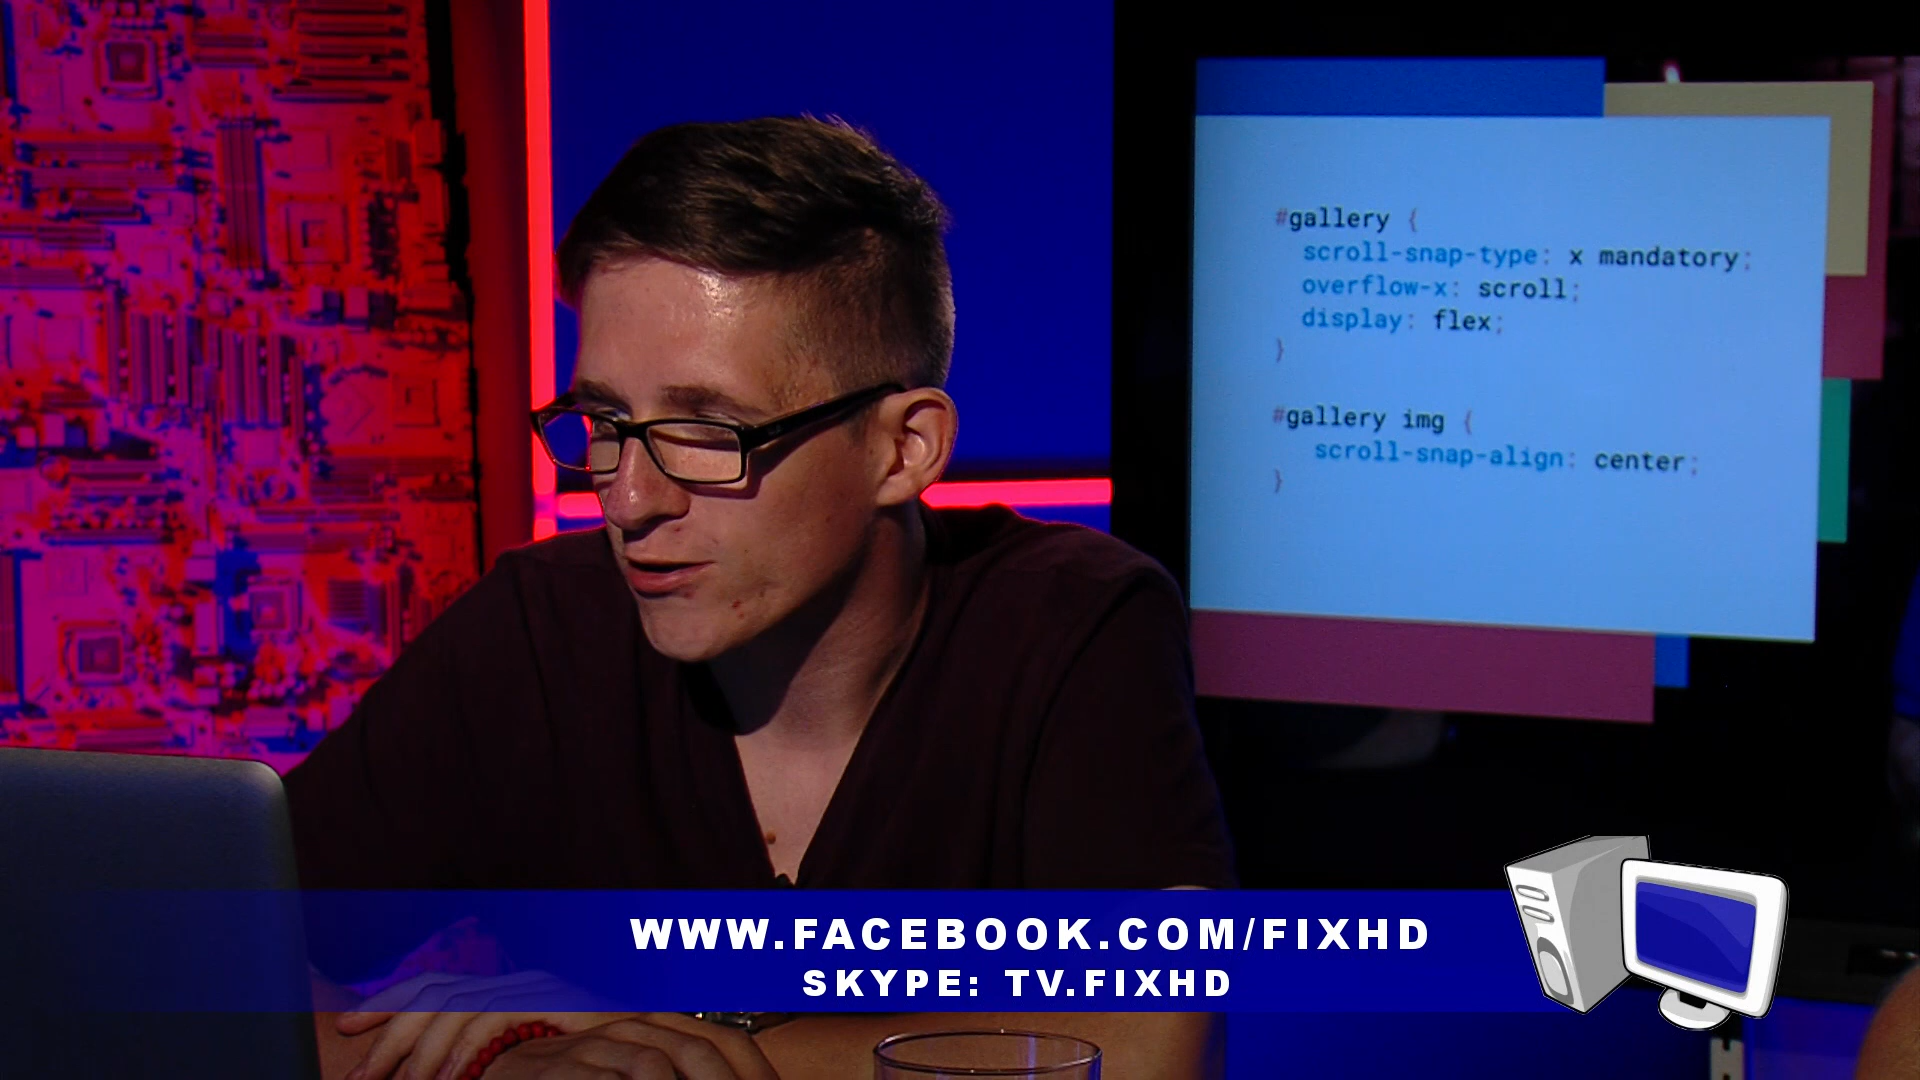 #gallery {
scroll-snap-type: x mandatory;
overflow-x: scroll;
display: flex;
}
#gallery img {
scroll-snap-align: center;
}
WWW.FACEBOOK.COM/FIXHD
SKYPE: TV.FIXHD